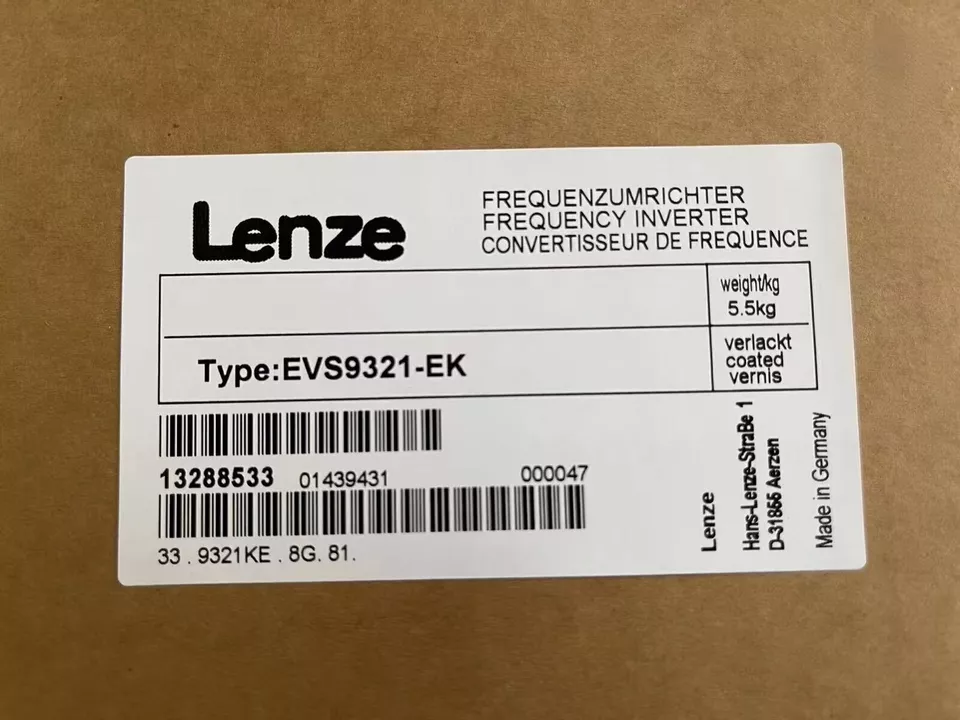 Lenze
FREQUENZUMRICHTER
FREQUENCY INVERTER
CONVERTISSEUR DE FREQUENCE
weight/kg
5.5kg
Type:EVS9321-EK
verlackt
coated
vernis
13288533 01439431 000047
33 . 9321KE . 8G. 81.
Lenze
Hans-Lenze-StraBe 1
D-31855 Aerzen
Made in Germany